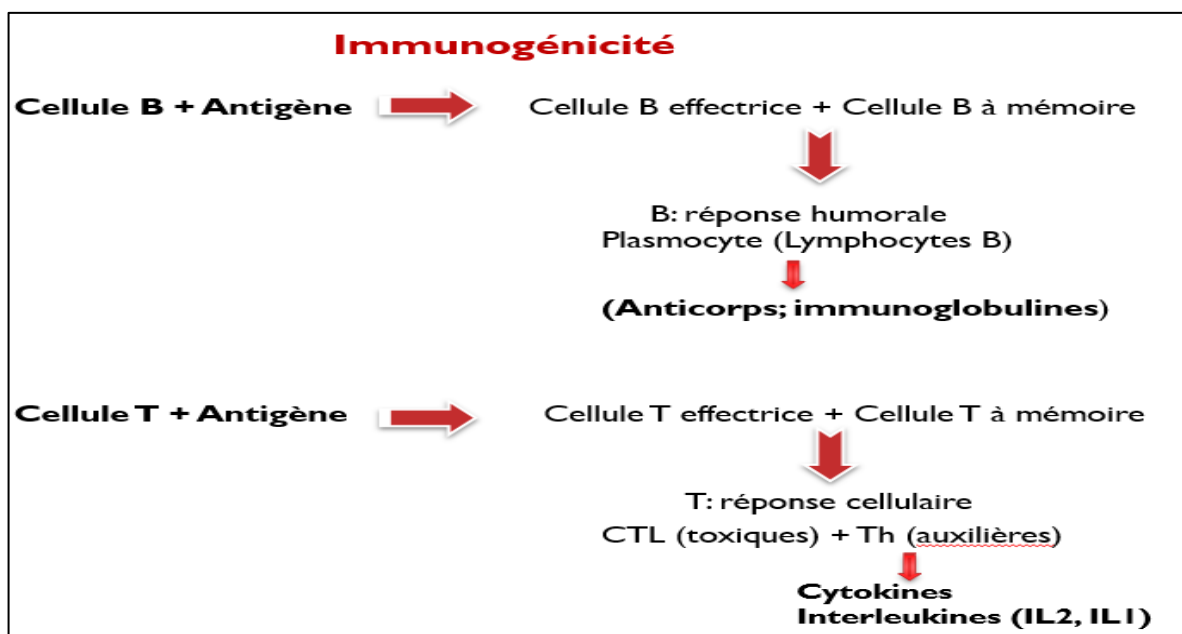 Immunogénicité
Cellule B + Antigène
Cellule B effectrice + Cellule B à mémoire
B: réponse humorale
Plasmocyte (Lymphocytes B)
(Anticorps; immunoglobulines)
Cellule T + Antigène
Cellule T effectrice + Cellule T à mémoire
T: réponse cellulaire
CTL (toxiques) + Th (auxilières)
Cytokines
Interleukines (IL2, IL1)